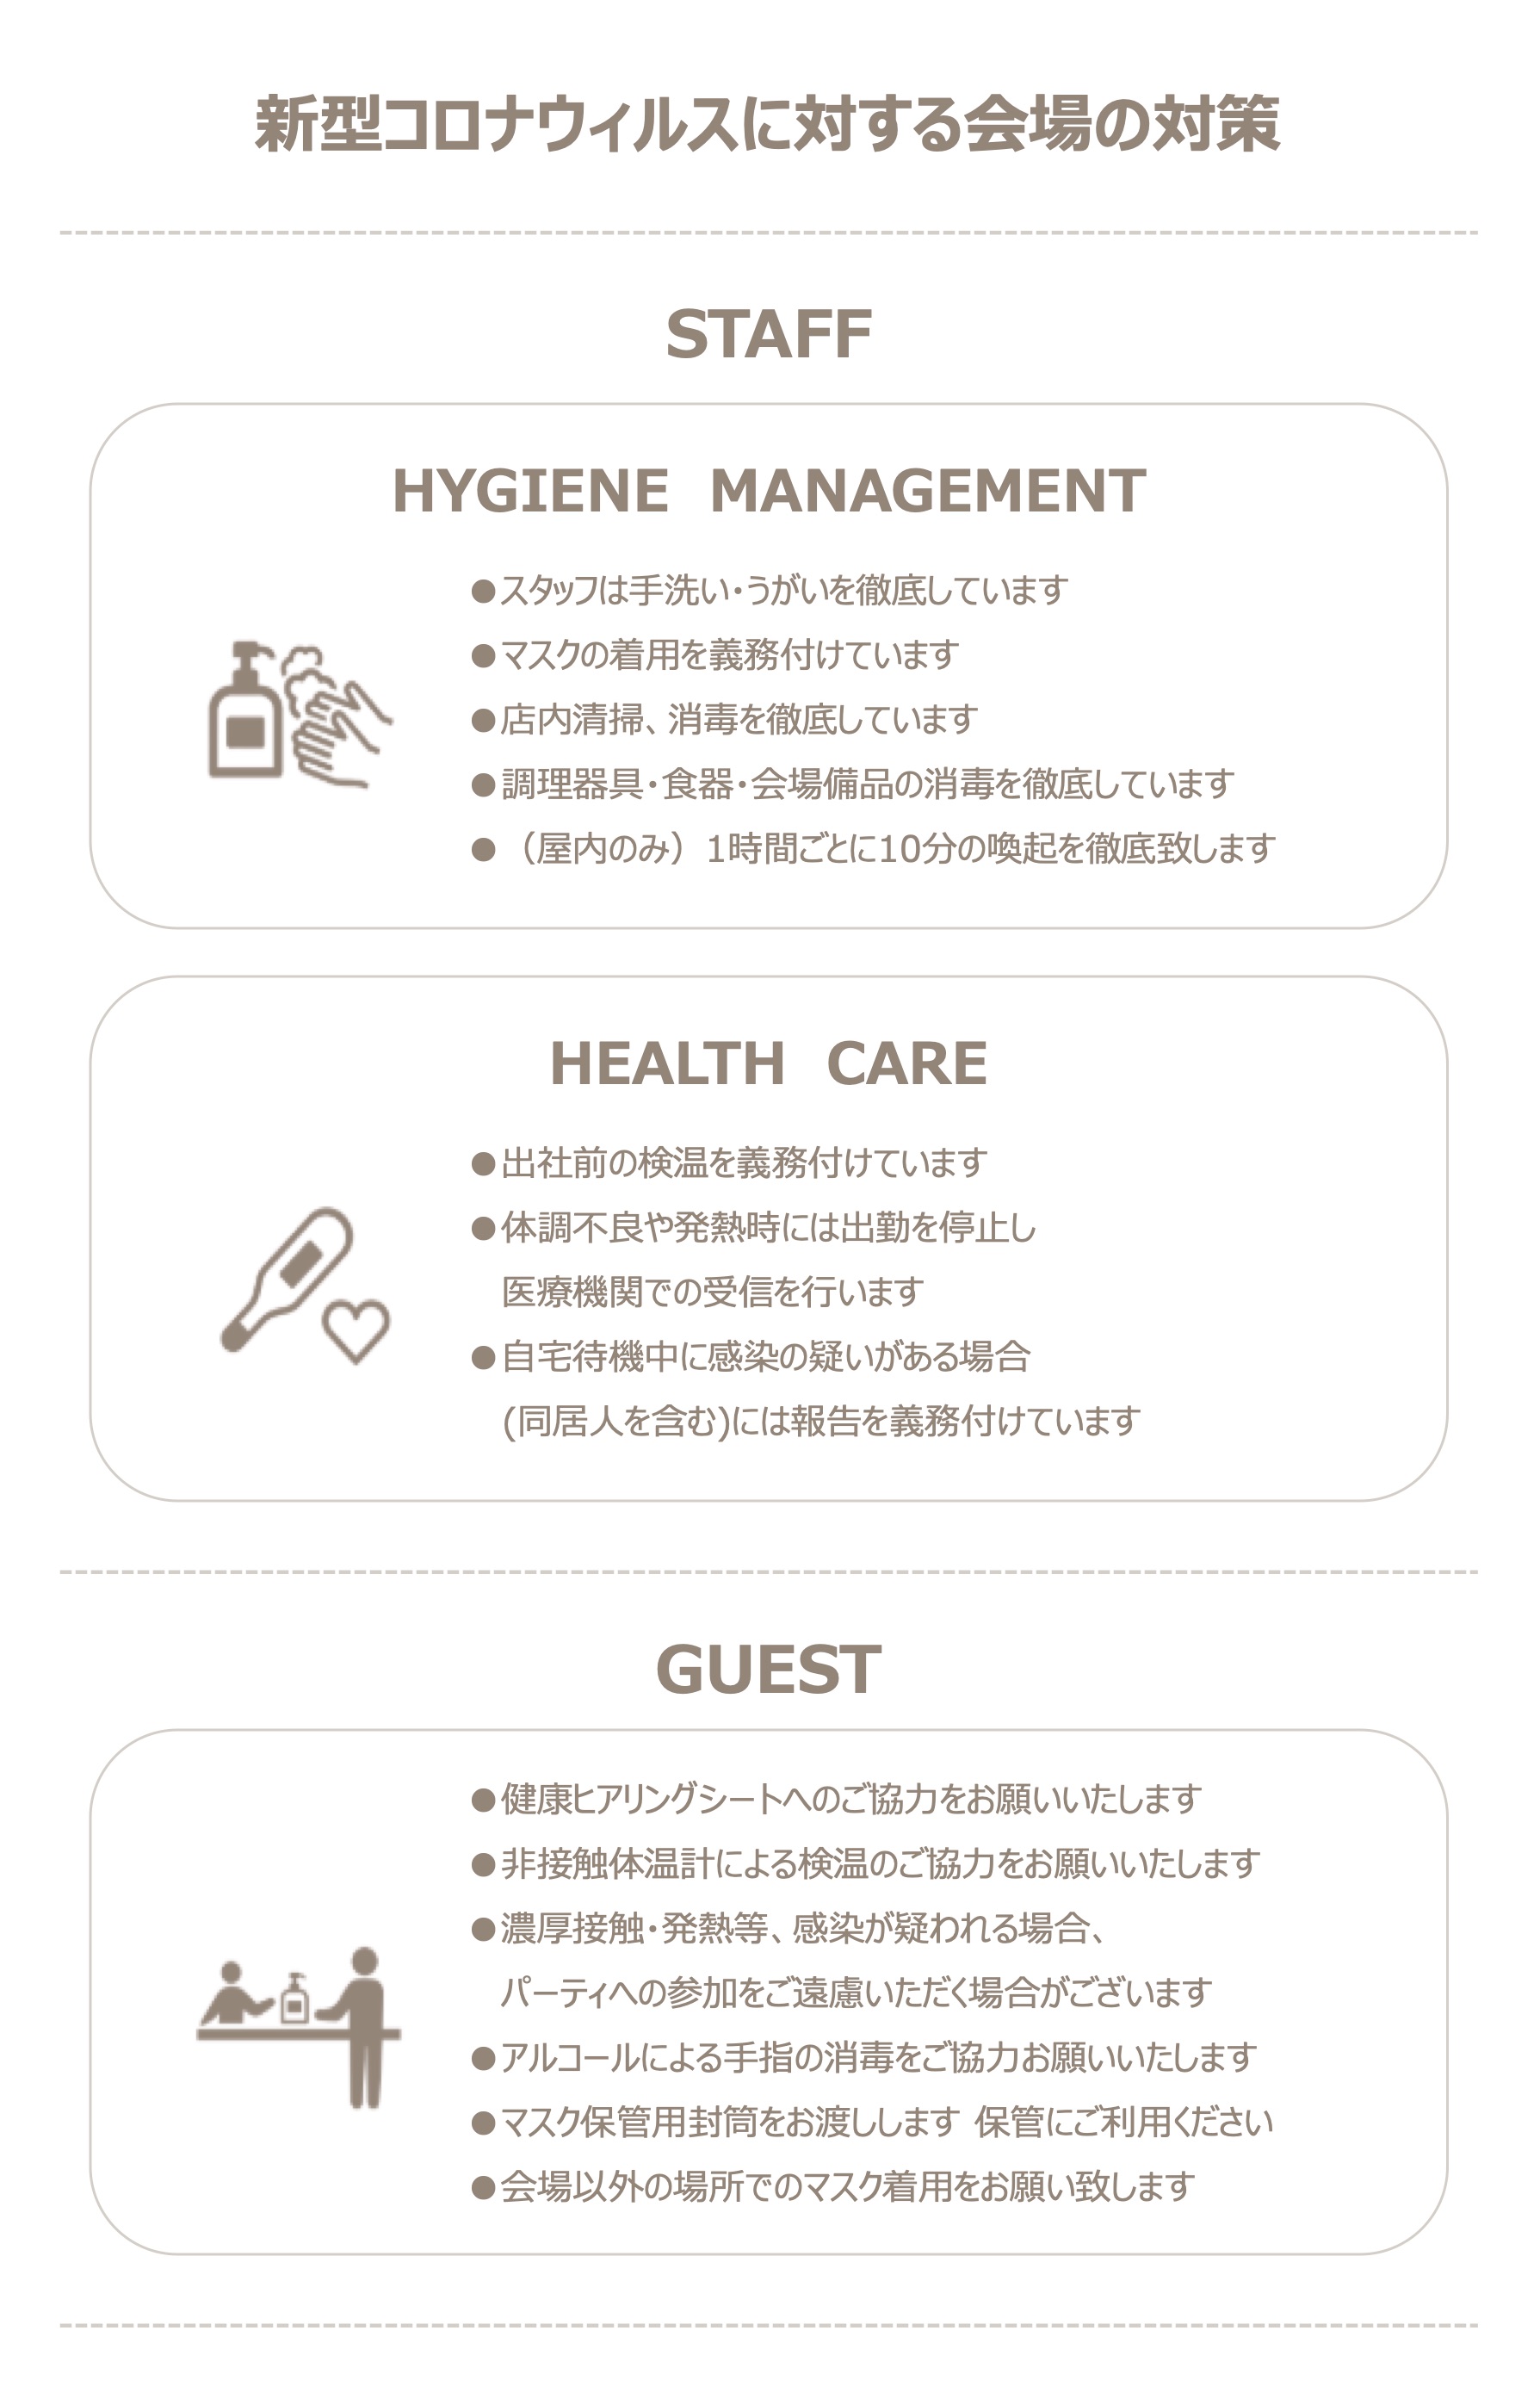 新型コロナウィルスに対する会場の対策
STAFF
HYGIENE MANAGEMENT
●スタッフは手洗い・うがいを徹底しています
●マスクの着用を義務付けています
●店内清掃、消毒を徹底しています
●調理器具・食器・会場備品の消毒を徹底しています
●（屋内のみ）1時間ごとに10分の喚起を徹底致します
HEALTH CARE
●出社前の検温を義務付けています
●体調不良や発熱時には出勤を停止し
医療機関での受信を行います
●自宅待機中に感染の疑いがある場合
(同居人を含む)には報告を義務付けています
GUEST
●健康ヒアリングシートへのご協力をお願いいたします
●非接触体温計による検温のご協力をお願いいたします
●濃厚接触・発熱等、感染が疑われる場合、
パーティへの参加をご遠慮いただく場合がございます
●アルコールによる手指の消毒をご協力お願いいたします
●マスク保管用封筒をお渡しします 保管にご利用ください
●会場以外の場所でのマスク着用をお願い致します